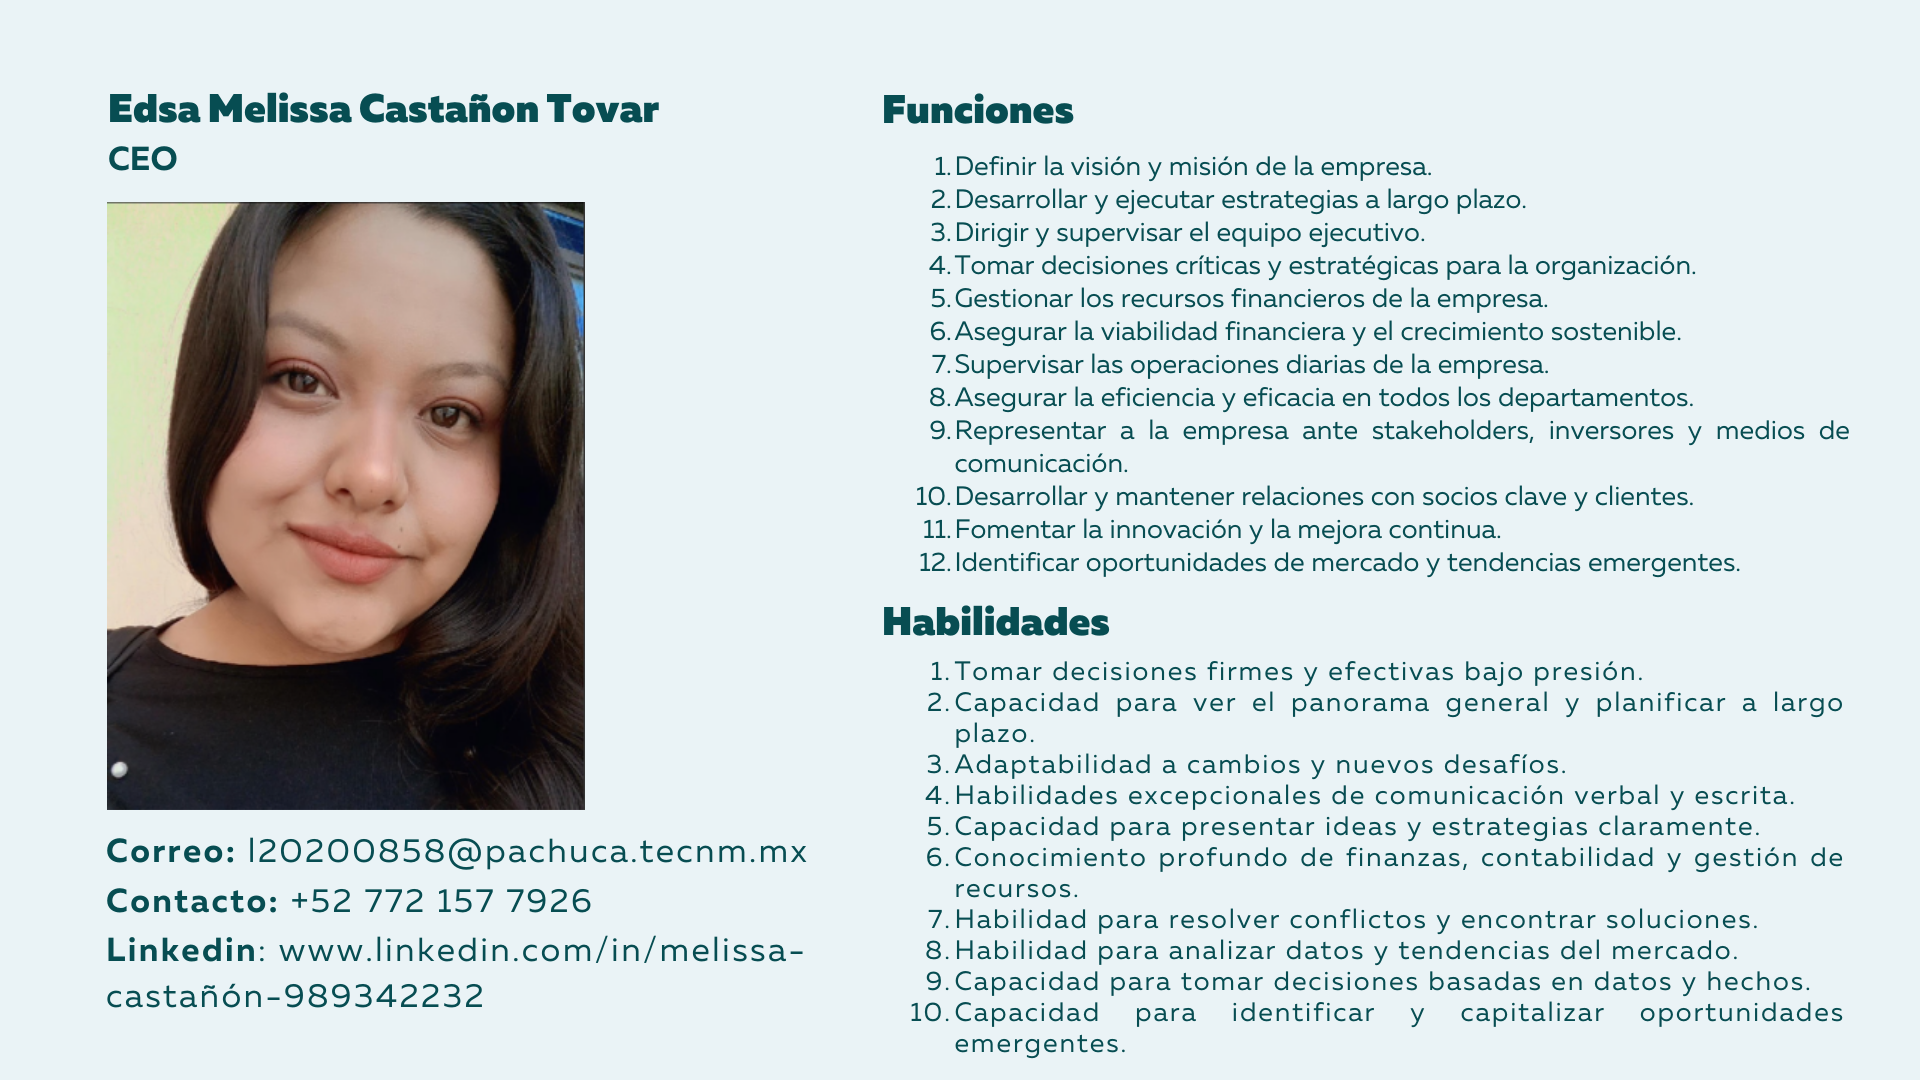 Edsa Melissa Castañon Tovar
CEO
Correo: l20200858@pachuca.tecnm.mx
Contacto: +52 772 157 7926
Linkedin: www.linkedin.com/in/melissa-
castañón-989342232
Funciones
1. Definir la visión y misión de la empresa.
2. Desarrollar y ejecutar estrategias a largo plazo.
3. Dirigir y supervisar el equipo ejecutivo.
4. Tomar decisiones críticas y estratégicas para la organización.
5. Gestionar los recursos financieros de la empresa.
6. Asegurar la viabilidad financiera y el crecimiento sostenible.
7. Supervisar las operaciones diarias de la empresa.
8. Asegurar la eficiencia y eficacia en todos los departamentos.
9. Representar a la empresa ante stakeholders, inversores y medios de
comunicación.
10. Desarrollar y mantener relaciones con socios clave y clientes.
11. Fomentar la innovación y la mejora continua.
12. Identificar oportunidades de mercado y tendencias emergentes.
Habilidades
1. Tomar decisiones firmes y efectivas bajo presión.
2. Capacidad para ver el panorama general y planificar a largo
plazo.
3. Adaptabilidad a cambios y nuevos desafíos.
4. Habilidades excepcionales de comunicación verbal y escrita.
5. Capacidad para presentar ideas y estrategias claramente.
6. Conocimiento profundo de finanzas, contabilidad y gestión de
recursos.
7. Habilidad para resolver conflictos y encontrar soluciones.
8. Habilidad para analizar datos y tendencias del mercado.
9. Capacidad para tomar decisiones basadas en datos y hechos.
10. Capacidad para identificar y capitalizar oportunidades
emergentes.